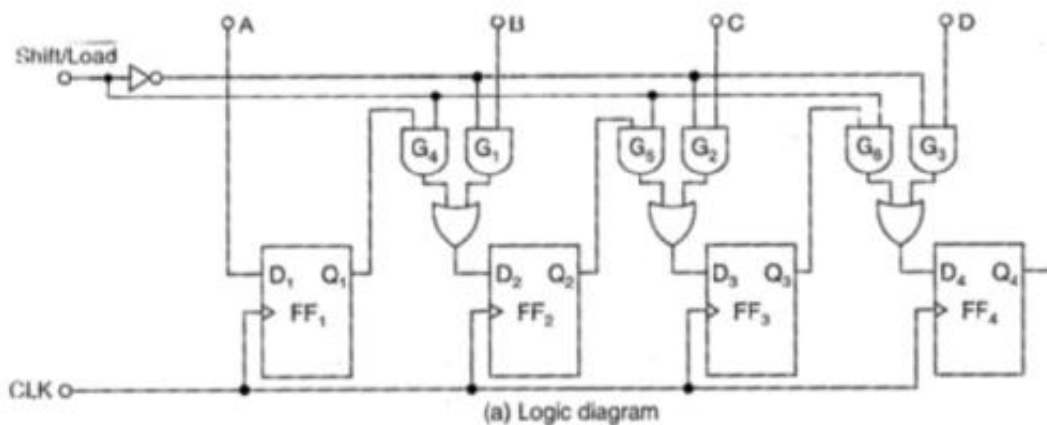 A B C D
Shift/Load
G₄ G₁ G₅ G₂ G₆ G₃
D₁ Q₁ D₂ Q₂ D₃ Q₃ D₄ Q₄
FF₁ FF₂ FF₃ FF₄
CLK
(a) Logic diagram